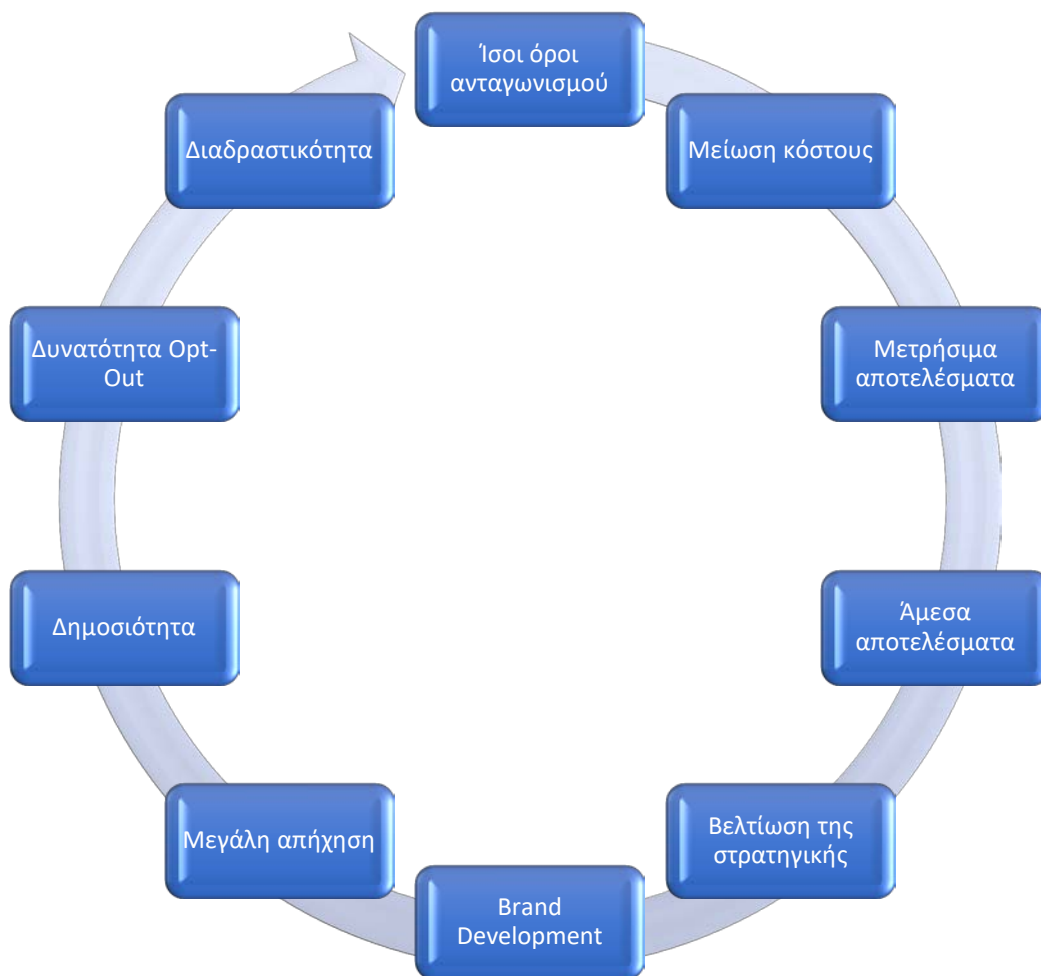 Ίσοι όροι
ανταγωνισμού
Μείωση κόστους
Μετρήσιμα
αποτελέσματα
Άμεσα
αποτελέσματα
Βελτίωση της
στρατηγικής
Brand
Development
Μεγάλη απήχηση
Δημοσιότητα
Δυνατότητα Opt-
Out
Διαδραστικότητα